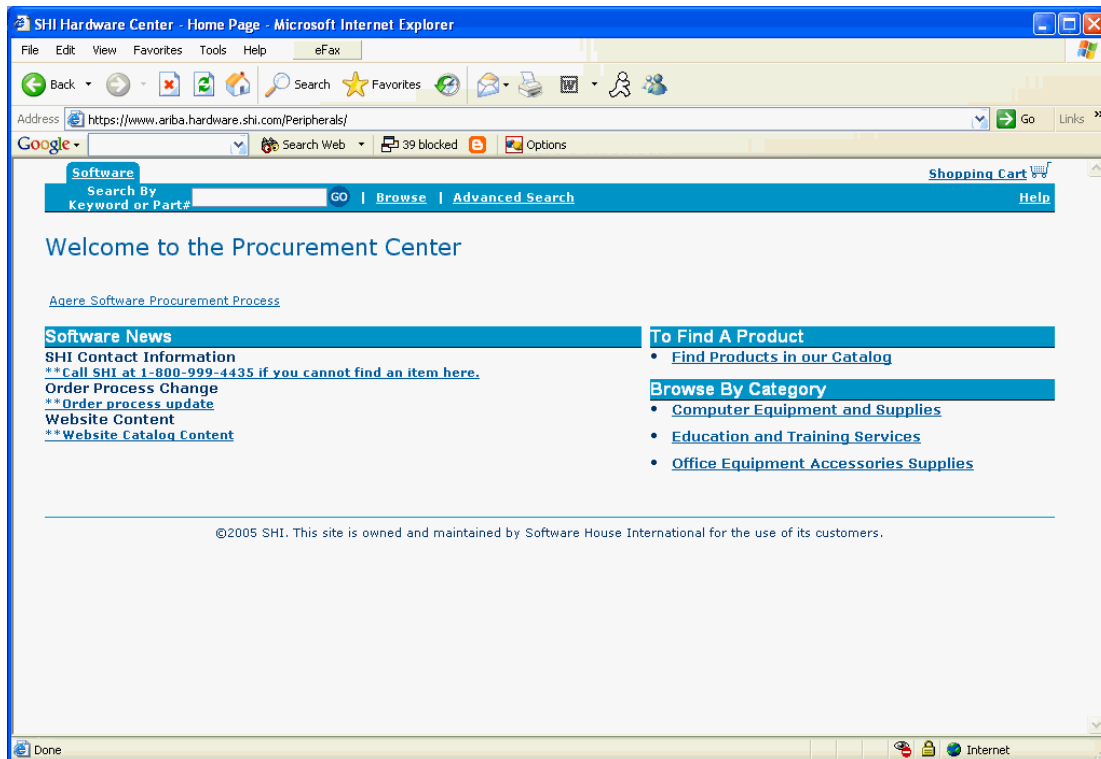 SHI Hardware Center - Home Page - Microsoft Internet Explorer
File Edit View Favorites Tools Help eFax
Back Search Favorites W
Address https://www.ariba.hardware.shi.com/Peripherals/ Go Links »
Google Search Web 39 blocked Options
Software Shopping Cart
Search By
Keyword or Part# GO | Browse | Advanced Search Help
Welcome to the Procurement Center
Agere Software Procurement Process
Software News To Find A Product
SHI Contact Information • Find Products in our Catalog
**Call SHI at 1-800-999-4435 if you cannot find an item here.
Order Process Change Browse By Category
**Order process update • Computer Equipment and Supplies
Website Content
**Website Catalog Content • Education and Training Services
• Office Equipment Accessories Supplies
©2005 SHI. This site is owned and maintained by Software House International for the use of its customers.
Done Internet